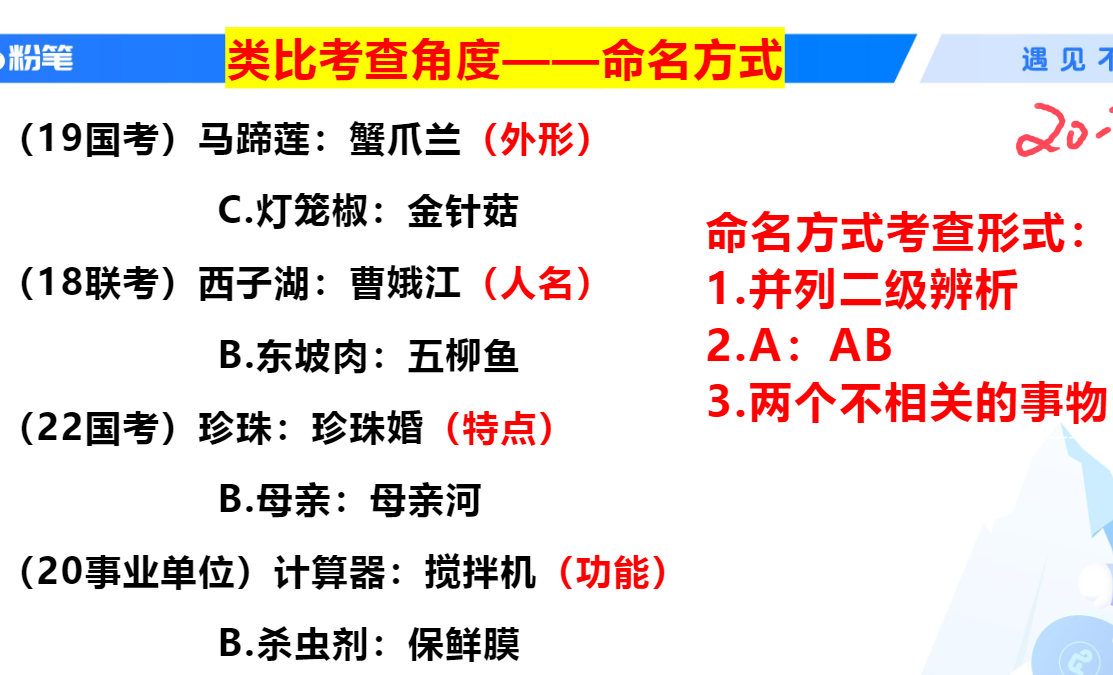 粉笔
类比考查角度——命名方式
遇见不
20
（19国考）马蹄莲：蟹爪兰（外形）
C.灯笼椒：金针菇
（18联考）西子湖：曹娥江（人名）
B.东坡肉：五柳鱼
（22国考）珍珠：珍珠婚（特点）
B.母亲：母亲河
（20事业单位）计算器：搅拌机（功能）
B.杀虫剂：保鲜膜
命名方式考查形式：
1.并列二级辨析
2.A：AB
3.两个不相关的事物